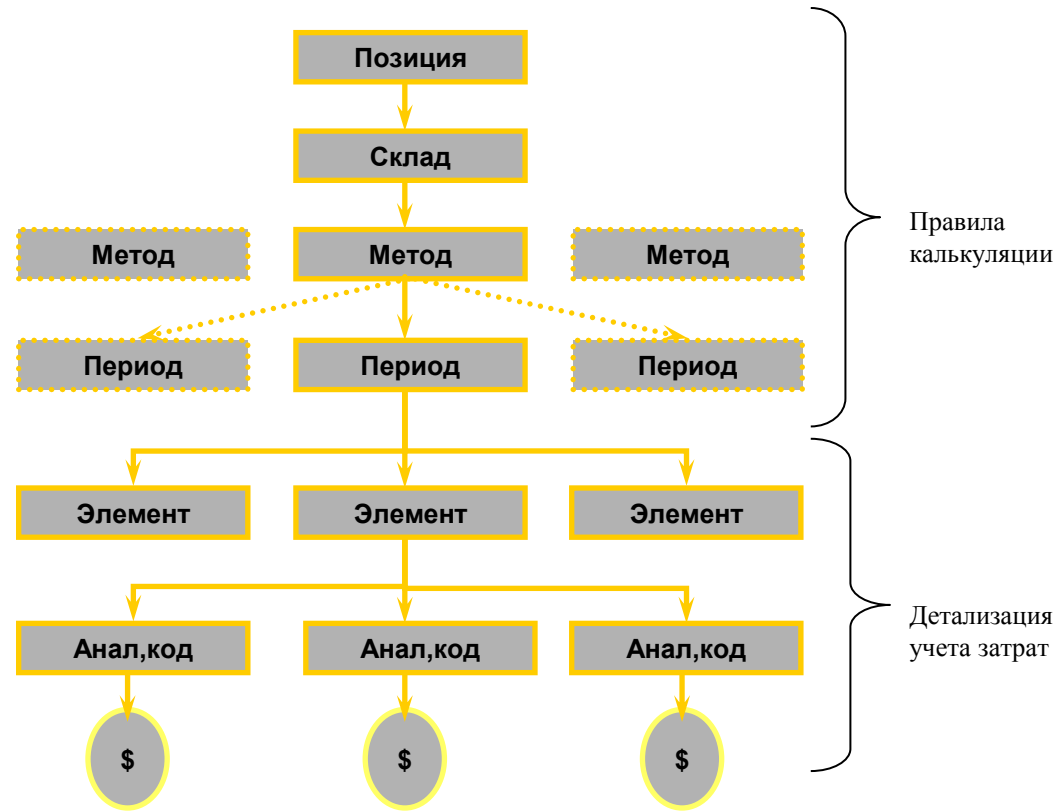 Позиция
Склад
Метод
Метод
Метод
Правила
калькуляции
Период
Период
Период
Элемент
Элемент
Элемент
Детализация
учета затрат
Анал,код
Анал,код
Анал,код
$
$
$